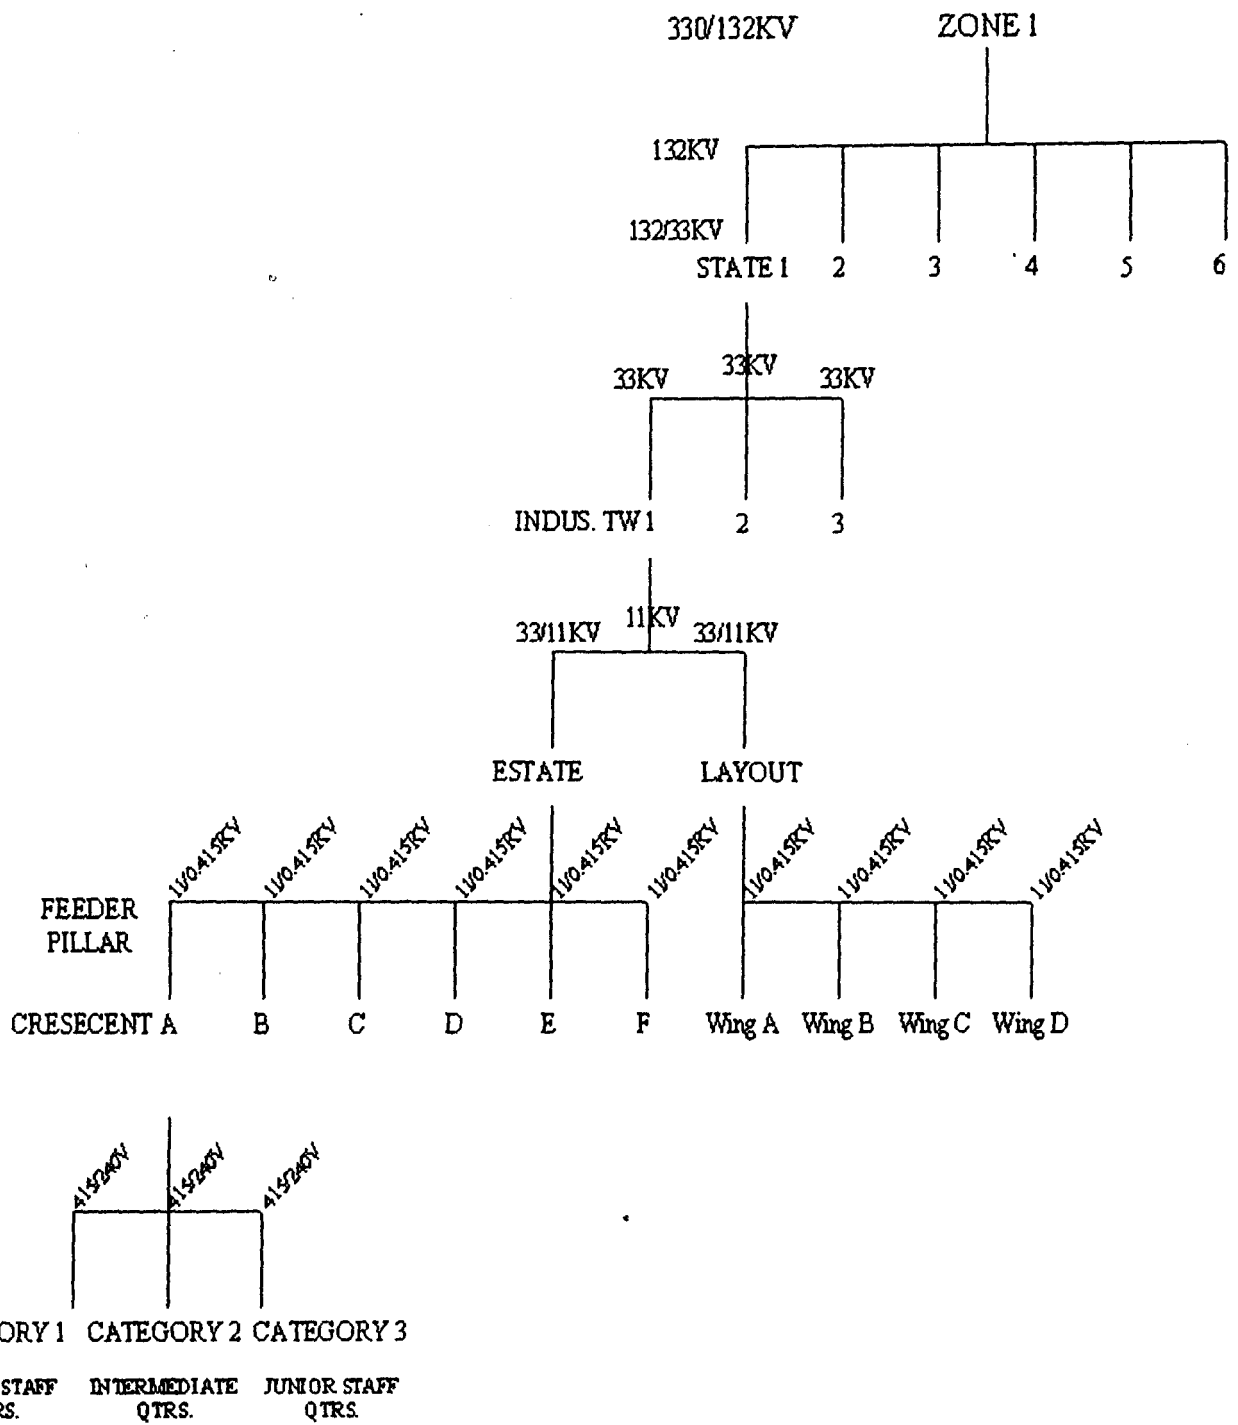 330/132KV ZONE 1
132KV
132/33KV
STATE 1 2 3 4 5 6
33KV 33KV 33KV
INDUS. TW 1 2 3
33/11KV 11KV 33/11KV
ESTATE LAYOUT
11/0.415KV 11/0.415KV 11/0.415KV 11/0.415KV 11/0.415KV 11/0.415KV 11/0.415KV 11/0.415KV 11/0.415KV 11/0.415KV
FEEDER
PILLAR
CRESECENT A B C D E F Wing A Wing B Wing C Wing D
415/240V 415/240V 415/240V
ORY 1 CATEGORY 2 CATEGORY 3
STAFF INTERMEDIATE JUNIOR STAFF
RS. QTRS. QTRS.